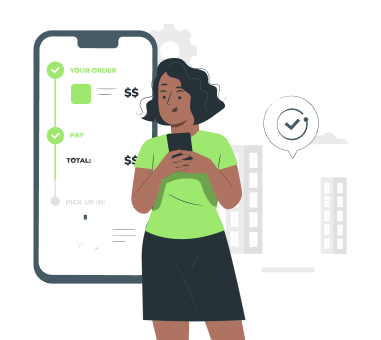 YOUR ORDER
$$
PAY
TOTAL: $$
PICK UP IN: